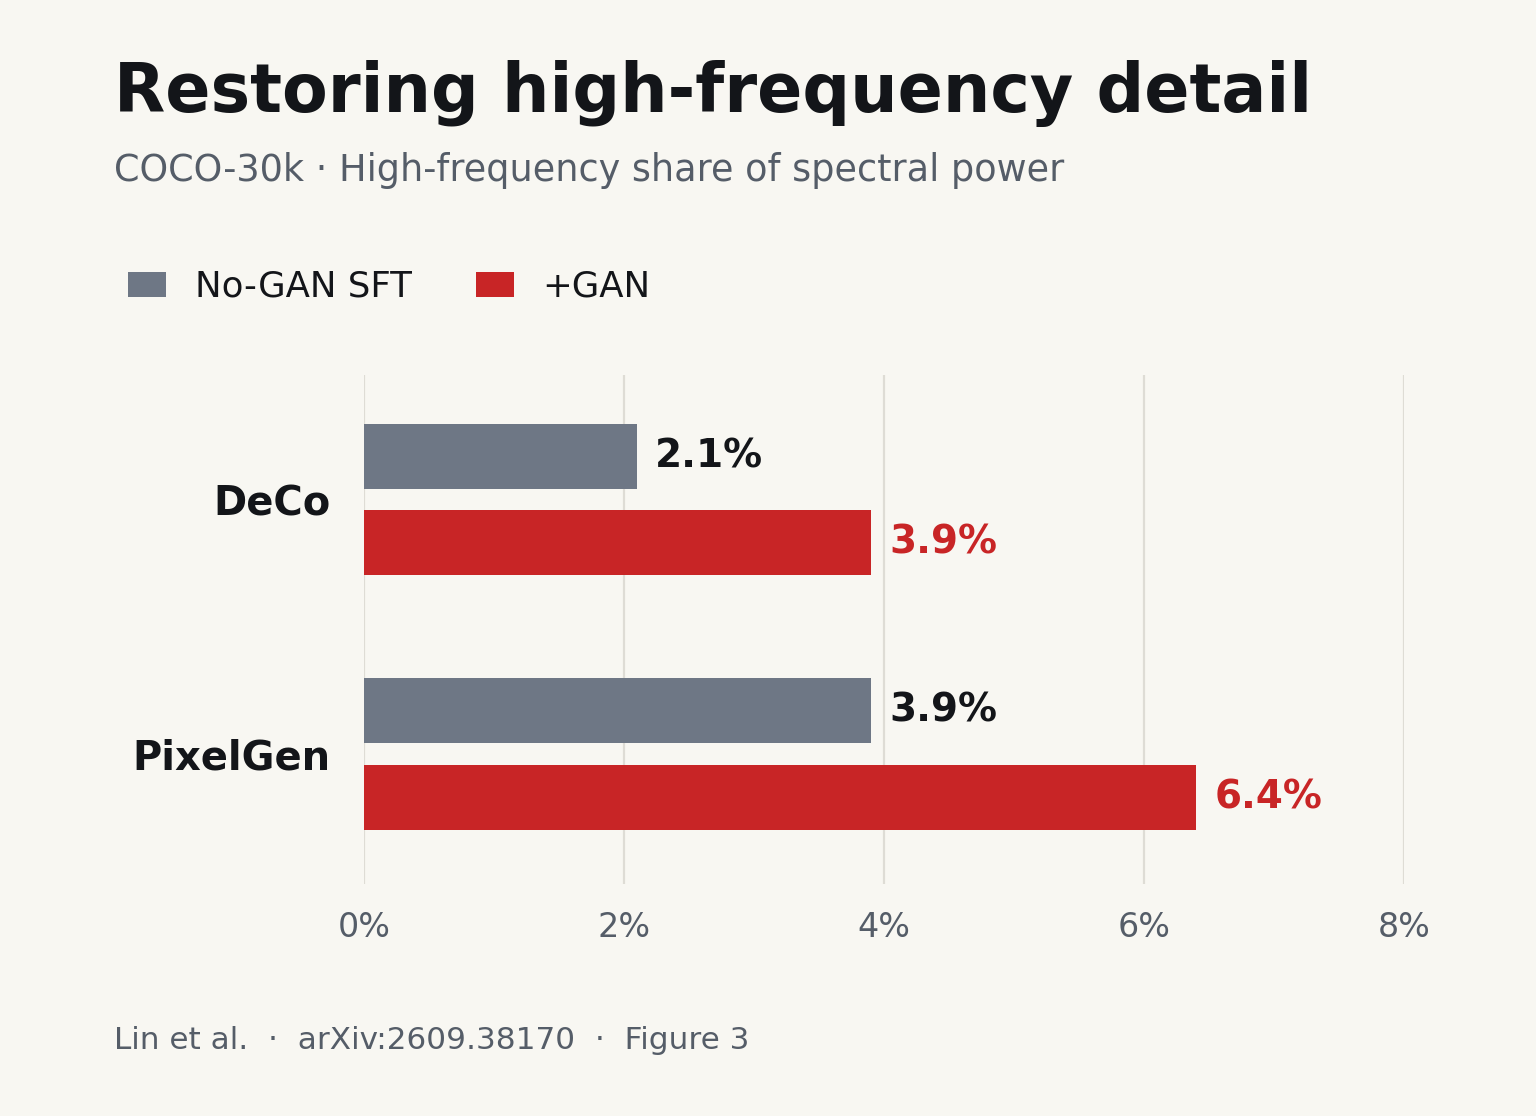 Restoring high-frequency detail
COCO-30k · High-frequency share of spectral power
No-GAN SFT
+GAN
DeCo
2.1%
3.9%
PixelGen
3.9%
6.4%
0%
2%
4%
6%
8%
Lin et al. · arXiv:2609.38170 · Figure 3